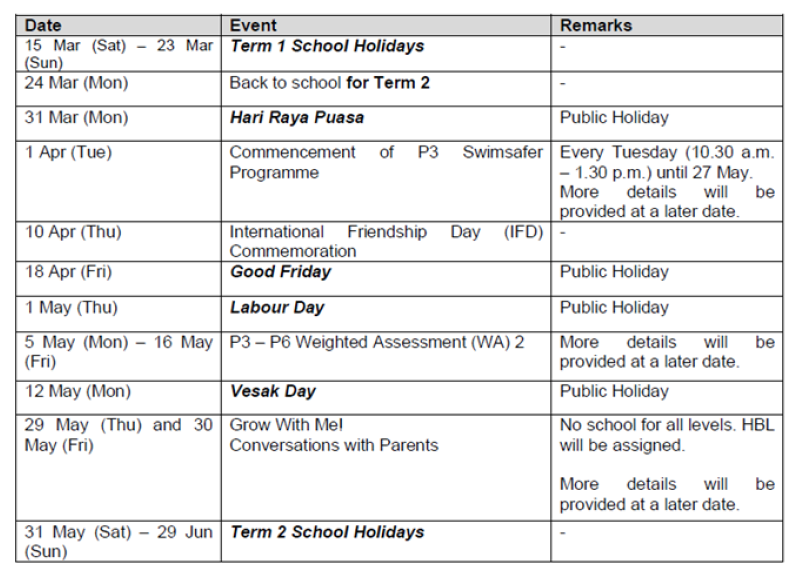 Date Event Remarks
15 Mar (Sat) – 23 Mar Term 1 School Holidays -
(Sun)
24 Mar (Mon) Back to school for Term 2 -
31 Mar (Mon) Hari Raya Puasa Public Holiday
1 Apr (Tue) Commencement of P3 Swimsafer Every Tuesday (10.30 a.m.
Programme – 1.30 p.m.) until 27 May.
More details will be
provided at a later date.
10 Apr (Thu) International Friendship Day (IFD) -
Commemoration
18 Apr (Fri) Good Friday Public Holiday
1 May (Thu) Labour Day Public Holiday
5 May (Mon) – 16 May P3 – P6 Weighted Assessment (WA) 2 More details will be
(Fri) provided at a later date.
12 May (Mon) Vesak Day Public Holiday
29 May (Thu) and 30 Grow With Me! No school for all levels. HBL
May (Fri) Conversations with Parents will be assigned.
More details will be
provided at a later date.
31 May (Sat) – 29 Jun Term 2 School Holidays -
(Sun)